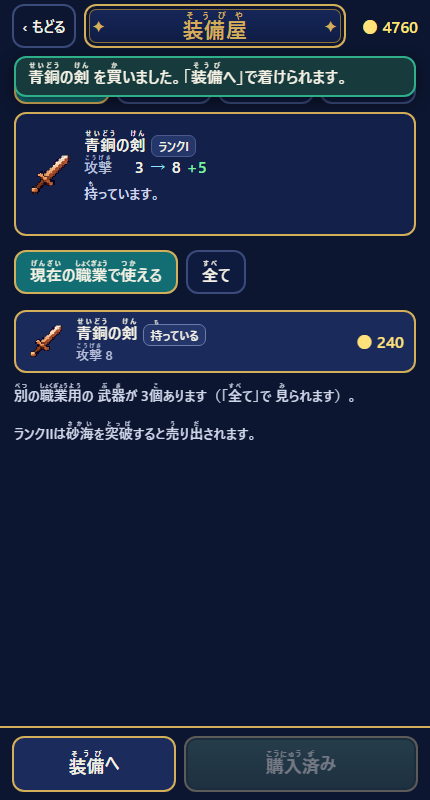 ‹ もどる
装備屋
4760
青銅の剣 を買いました。「装備へ」で着けられます。
青銅の剣 ランクI
攻撃 3 → 8 +5
持っています。
現在の職業で使える
全て
青銅の剣 持っている
攻撃 8
240
別の職業用の 武器が 3個あります（「全て」で 見られます）。
ランクIIは砂海を突破すると売り出されます。
装備へ
購入済み